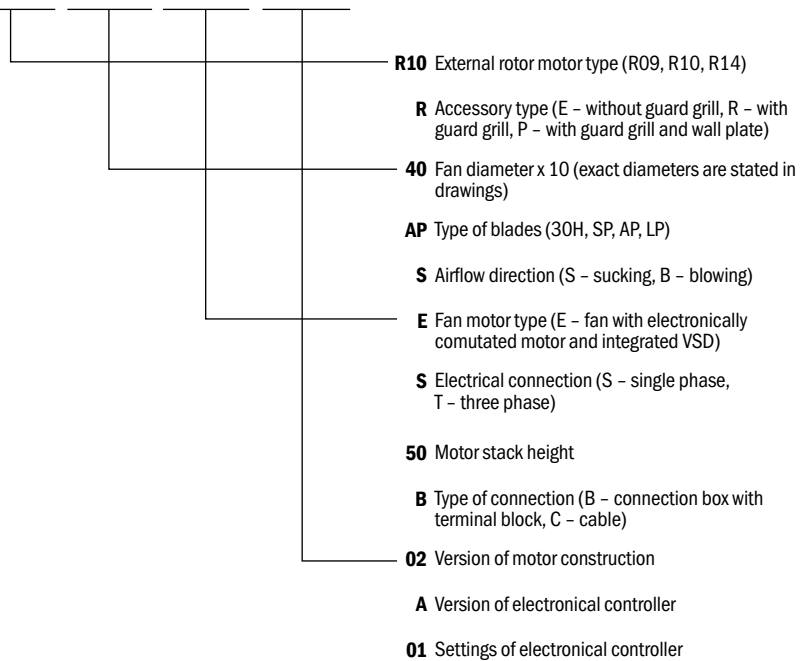 R10 External rotor motor type (R09, R10, R14)
R Accessory type (E – without guard grill, R – with
guard grill, P – with guard grill and wall plate)
40 Fan diameter x 10 (exact diameters are stated in
drawings)
AP Type of blades (30H, SP, AP, LP)
S Airflow direction (S – sucking, B – blowing)
E Fan motor type (E – fan with electronically
comutated motor and integrated VSD)
S Electrical connection (S – single phase,
T – three phase)
50 Motor stack height
B Type of connection (B – connection box with
terminal block, C – cable)
02 Version of motor construction
A Version of electronical controller
01 Settings of electronical controller